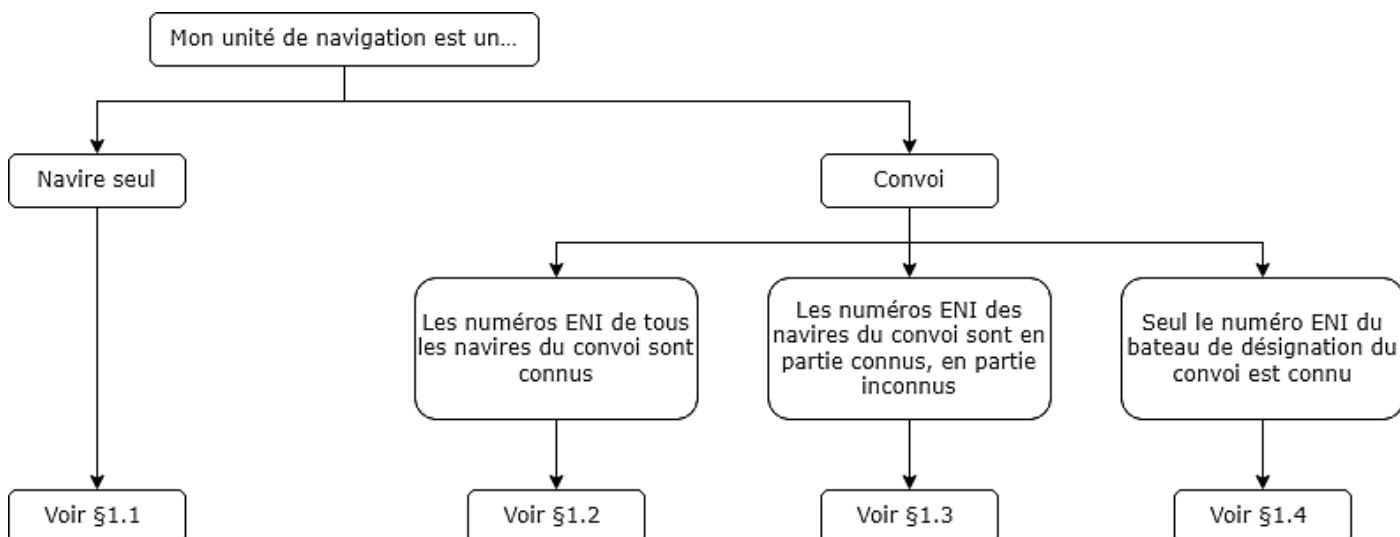 Mon unité de navigation est un…
Navire seul
Convoi
Les numéros ENI de tous
les navires du convoi sont
connus
Les numéros ENI des
navires du convoi sont en
partie connus, en partie
inconnus
Seul le numéro ENI du
bateau de désignation du
convoi est connu
Voir §1.1
Voir §1.2
Voir §1.3
Voir §1.4